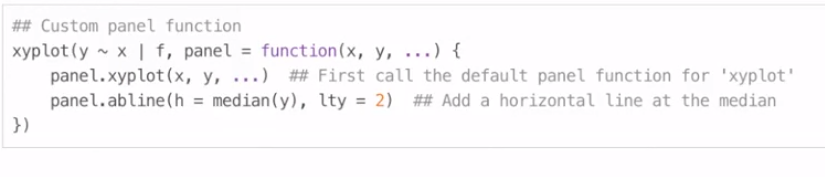 ## Custom panel function
xyplot(y ~ x | f, panel = function(x, y, ...) {
    panel.xyplot(x, y, ...)  ## First call the default panel function for 'xyplot'
    panel.abline(h = median(y), lty = 2)  ## Add a horizontal line at the median
})